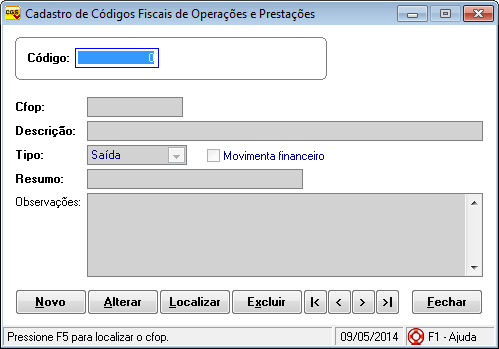 CGS Cadastro de Códigos Fiscais de Operações e Prestações
Código: 0
Cfop:
Descrição:
Tipo: Saída Movimenta financeiro
Resumo:
Observações:
Novo Alterar Localizar Excluir Fechar
Pressione F5 para localizar o cfop. 09/05/2014 F1 - Ajuda